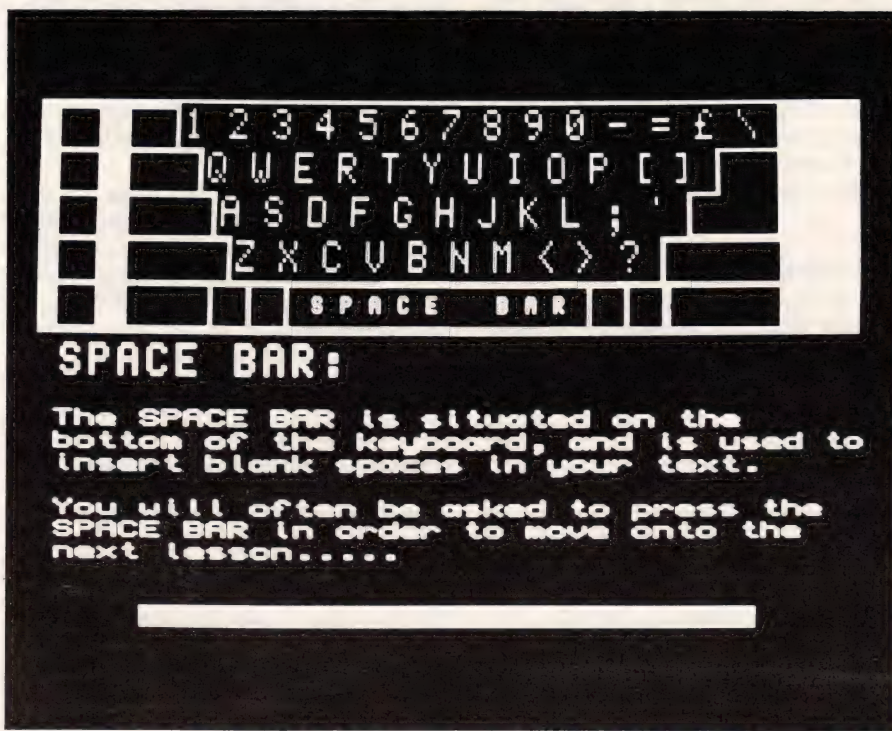 1 2 3 4 5 6 7 8 9 0 - = £ \
Q W E R T Y U I O P [ ]
A S D F G H J K L ; '
Z X C V B N M < > ?
SPACE BAR
SPACE BAR:
The SPACE BAR is situated on the
bottom of the keyboard, and is used to
insert blank spaces in your text.
You will often be asked to press the
SPACE BAR in order to move onto the
next lesson.....